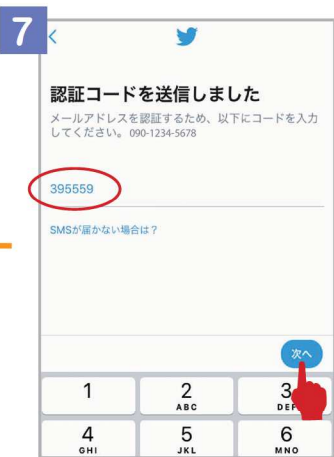 7
認証コードを送信しました
メールアドレスを認証するため、以下にコードを入力
してください。090-1234-5678
395559
SMSが届かない場合は？
次へ
1 2 3
ABC DEF
4 5 6
GHI JKL MNO